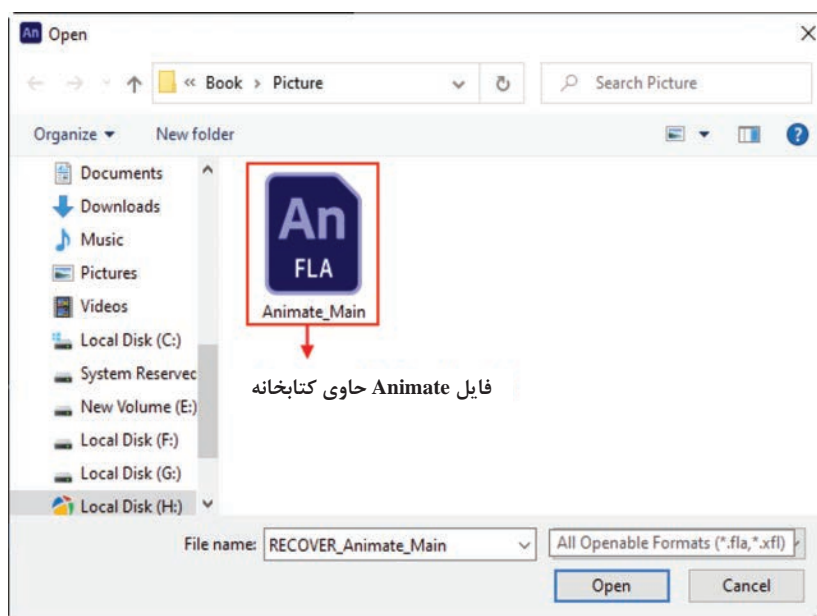 An Open
« Book > Picture
Search Picture
Organize
New folder
Documents
Downloads
Music
Pictures
Videos
Local Disk (C:)
System Reservec
New Volume (E:)
Local Disk (F:)
Local Disk (G:)
Local Disk (H:)
An
FLA
Animate_Main
فایل Animate حاوی کتابخانه
File name: RECOVER_Animate_Main
All Openable Formats (*.fla,*.xfl)
Open
Cancel